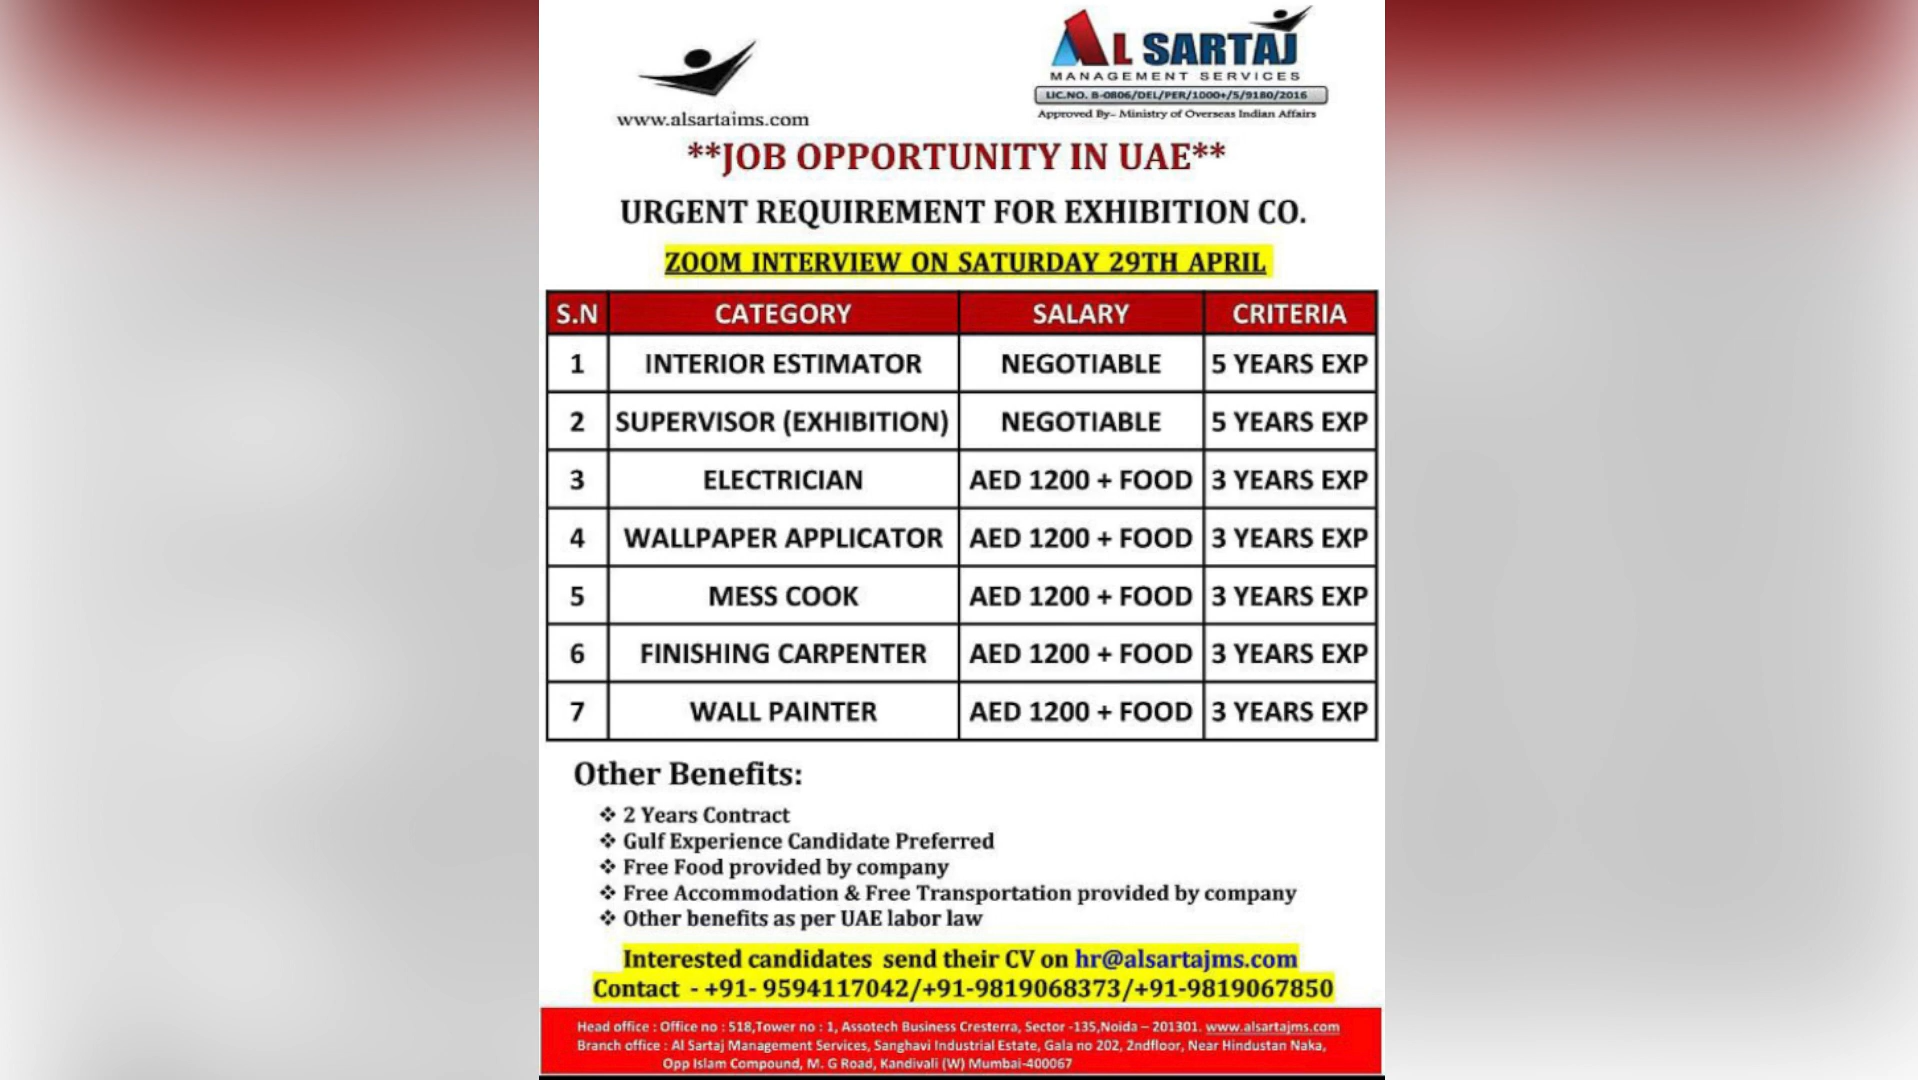 www.alsartajms.com
AL SARTAJ
MANAGEMENT SERVICES
LIC.NO. B-0806/DEL/PER/1000+/5/9180/2016
Approved By– Ministry of Overseas Indian Affairs
**JOB OPPORTUNITY IN UAE**
URGENT REQUIREMENT FOR EXHIBITION CO.
ZOOM INTERVIEW ON SATURDAY 29TH APRIL
S.N CATEGORY SALARY CRITERIA
1 INTERIOR ESTIMATOR NEGOTIABLE 5 YEARS EXP
2 SUPERVISOR (EXHIBITION) NEGOTIABLE 5 YEARS EXP
3 ELECTRICIAN AED 1200 + FOOD 3 YEARS EXP
4 WALLPAPER APPLICATOR AED 1200 + FOOD 3 YEARS EXP
5 MESS COOK AED 1200 + FOOD 3 YEARS EXP
6 FINISHING CARPENTER AED 1200 + FOOD 3 YEARS EXP
7 WALL PAINTER AED 1200 + FOOD 3 YEARS EXP
Other Benefits:
❖ 2 Years Contract
❖ Gulf Experience Candidate Preferred
❖ Free Food provided by company
❖ Free Accommodation & Free Transportation provided by company
❖ Other benefits as per UAE labor law
Interested candidates send their CV on hr@alsartajms.com
Contact - +91- 9594117042/+91-9819068373/+91-9819067850
Head office : Office no : 518,Tower no : 1, Assotech Business Cresterra, Sector -135,Noida – 201301. www.alsartajms.com
Branch office : Al Sartaj Management Services, Sanghavi Industrial Estate, Gala no 202, 2ndfloor, Near Hindustan Naka,
Opp Islam Compound, M. G Road, Kandivali (W) Mumbai-400067